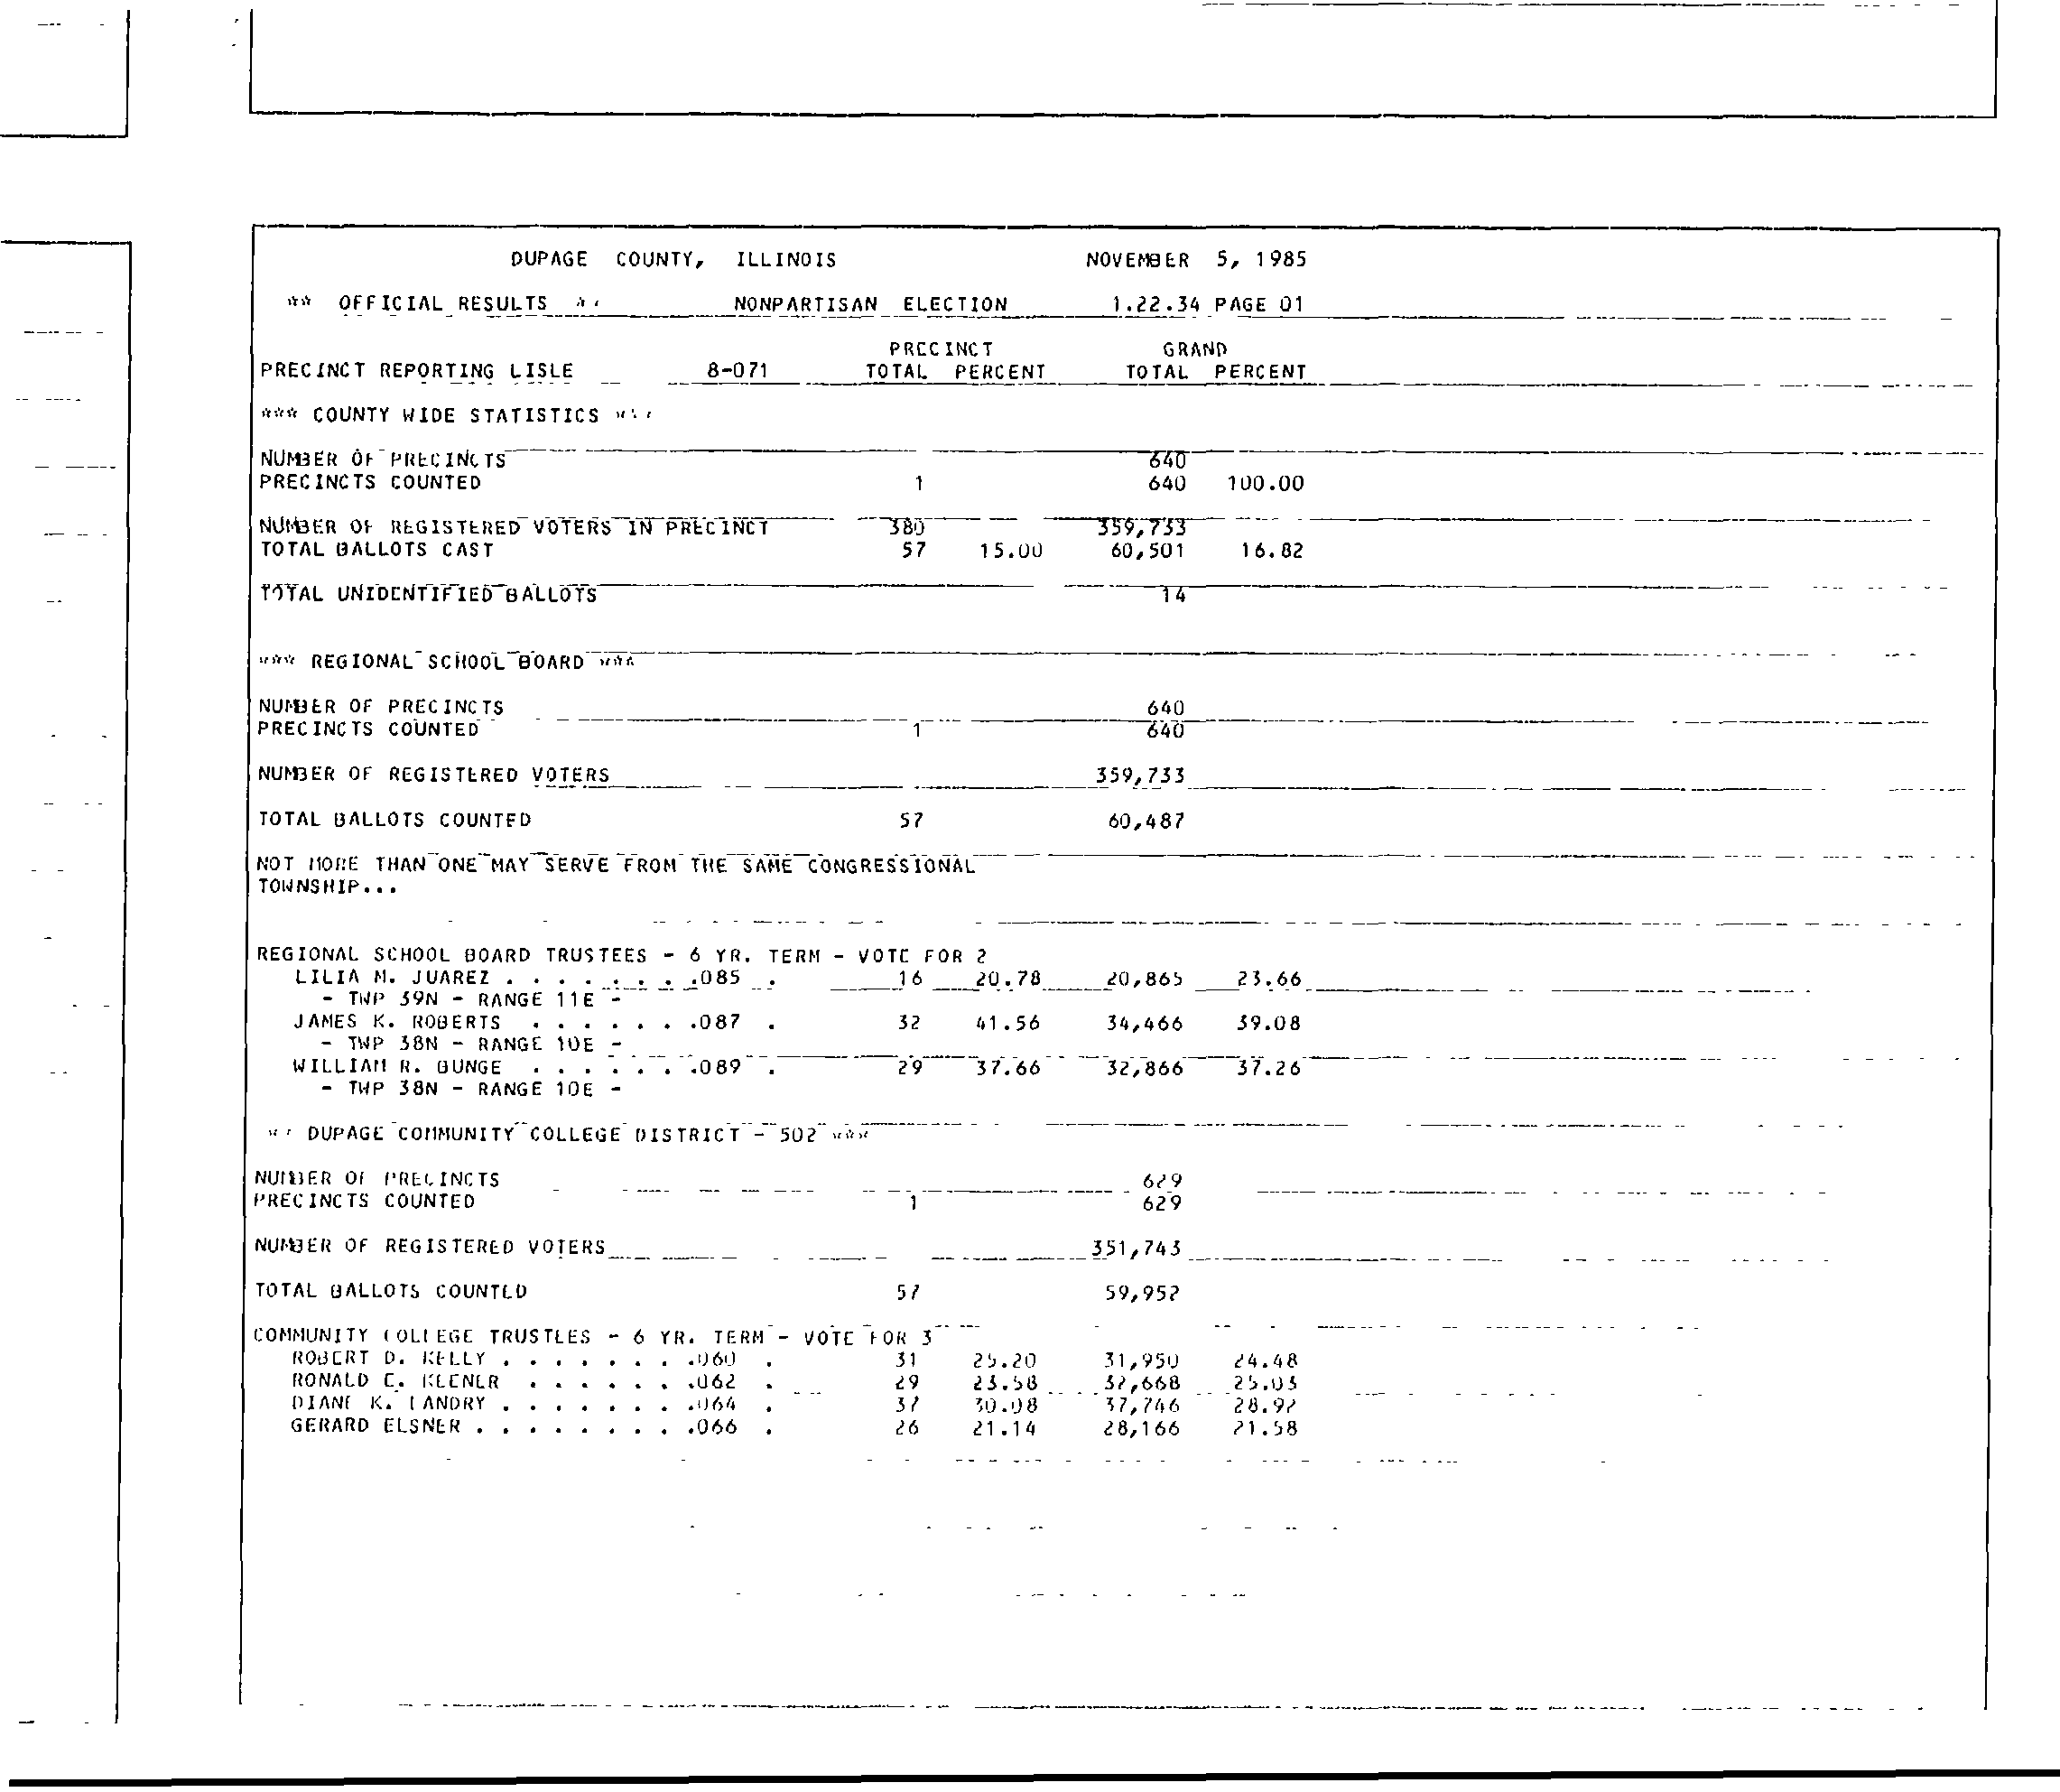 DUPAGE COUNTY, ILLINOIS NOVEMBER 5, 1985
** OFFICIAL RESULTS ** NONPARTISAN ELECTION 1.22.34 PAGE 01
PRECINCT GRAND
PRECINCT REPORTING LISLE 8-071 TOTAL PERCENT TOTAL PERCENT
*** COUNTY WIDE STATISTICS ***
NUMBER OF PRECINCTS 640
PRECINCTS COUNTED 1 640 100.00
NUMBER OF REGISTERED VOTERS IN PRECINCT 380 359,733
TOTAL BALLOTS CAST 57 15.00 60,501 16.82
TOTAL UNIDENTIFIED BALLOTS 14
*** REGIONAL SCHOOL BOARD ***
NUMBER OF PRECINCTS 640
PRECINCTS COUNTED 1 640
NUMBER OF REGISTERED VOTERS 359,733
TOTAL BALLOTS COUNTED 57 60,487
NOT MORE THAN ONE MAY SERVE FROM THE SAME CONGRESSIONAL
TOWNSHIP...
REGIONAL SCHOOL BOARD TRUSTEES - 6 YR. TERM - VOTE FOR 2
LILIA M. JUAREZ . . . . . . . .085 . 16 20.78 20,865 23.66
- TWP 39N - RANGE 11E -
JAMES K. ROBERTS . . . . . . .087 . 32 41.56 34,466 39.08
- TWP 38N - RANGE 10E -
WILLIAM R. BUNGE . . . . . . .089 . 29 37.66 32,866 37.26
- TWP 38N - RANGE 10E -
** DUPAGE COMMUNITY COLLEGE DISTRICT - 502 ***
NUMBER OF PRECINCTS 629
PRECINCTS COUNTED 1 629
NUMBER OF REGISTERED VOTERS 351,743
TOTAL BALLOTS COUNTED 57 59,952
COMMUNITY COLLEGE TRUSTEES - 6 YR. TERM - VOTE FOR 3
ROBERT D. KELLY . . . . . . . .060 . 31 25.20 31,950 24.48
RONALD E. KEENER . . . . . . .062 . 29 23.58 32,668 25.03
DIANE K. LANDRY . . . . . . . .064 . 37 30.08 37,746 28.92
GERARD ELSNER . . . . . . . . .066 . 26 21.14 28,166 21.58